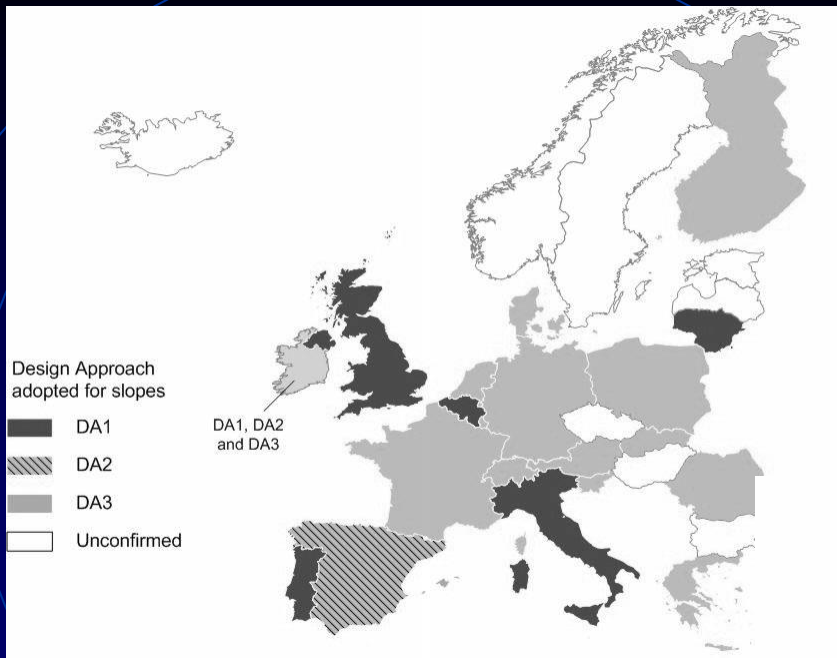 Design Approach
adopted for slopes
DA1
DA2
DA3
Unconfirmed
DA1, DA2
and DA3